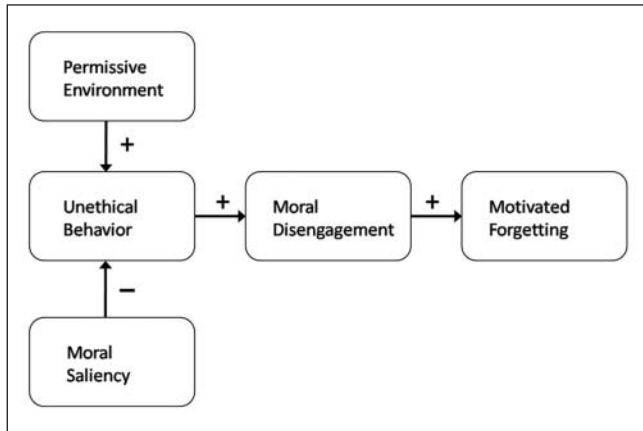 Permissive
Environment
+
Unethical
Behavior
+
Moral
Disengagement
+
Motivated
Forgetting
−
Moral
Saliency